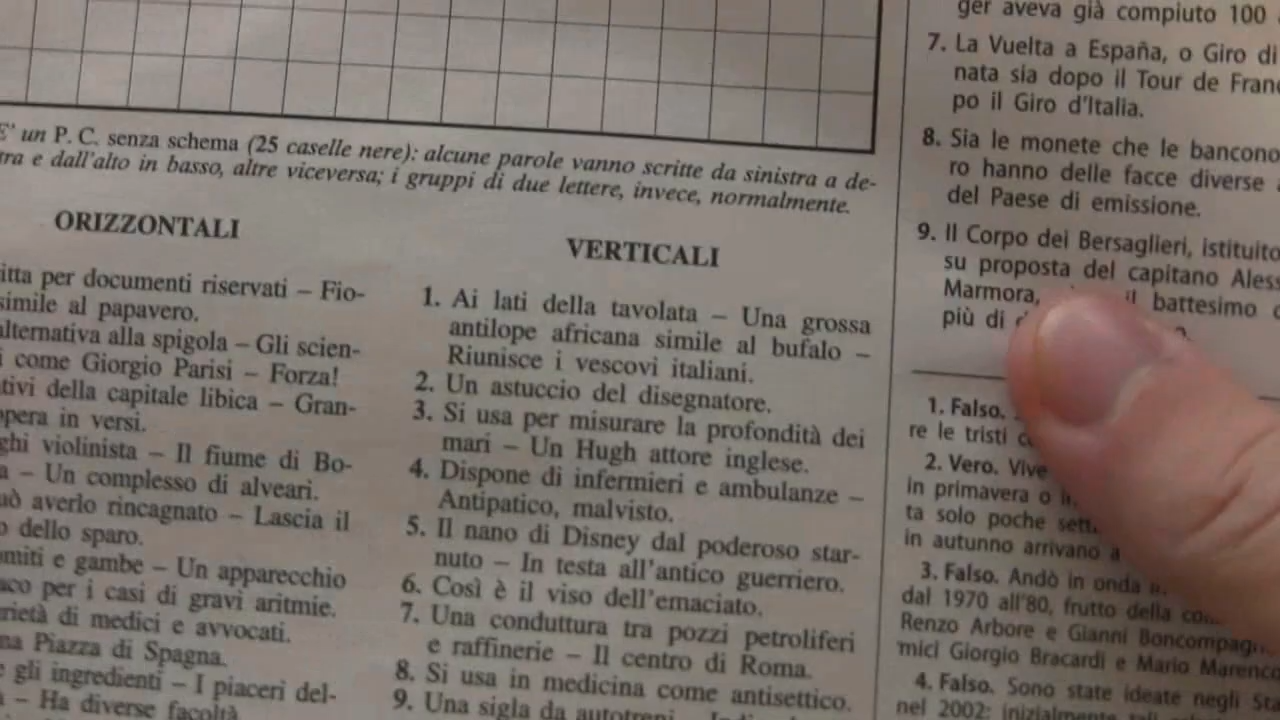 E' un P. C. senza schema (25 caselle nere): alcune parole vanno scritte da sinistra a de-
tra e dall'alto in basso, altre viceversa; i gruppi di due lettere, invece, normalmente.
ORIZZONTALI
itta per documenti riservati – Fio-
simile al papavero.
alternativa alla spigola – Gli scien-
i come Giorgio Parisi – Forza!
ativi della capitale libica – Gran-
opera in versi.
ghi violinista – Il fiume di Bo-
a – Un complesso di alveari.
uò averlo rincagnato – Lascia il
o dello sparo.
omiti e gambe – Un apparecchio
aco per i casi di gravi aritmie.
rietà di medici e avvocati.
na Piazza di Spagna.
e gli ingredienti – I piaceri del-
à – Ha diverse facoltà
VERTICALI
1. Ai lati della tavolata – Una grossa
antilope africana simile al bufalo –
Riunisce i vescovi italiani.
2. Un astuccio del disegnatore.
3. Si usa per misurare la profondità dei
mari – Un Hugh attore inglese.
4. Dispone di infermieri e ambulanze –
Antipatico, malvisto.
5. Il nano di Disney dal poderoso star-
nuto – In testa all'antico guerriero.
6. Così è il viso dell'emaciato.
7. Una conduttura tra pozzi petroliferi
e raffinerie – Il centro di Roma.
8. Si usa in medicina come antisettico.
9. Una sigla da autotreni
ger aveva già compiuto 100
7. La Vuelta a España, o Giro di
nata sia dopo il Tour de Fran
po il Giro d'Italia.
8. Sia le monete che le bancono
ro hanno delle facce diverse
del Paese di emissione.
9. Il Corpo dei Bersaglieri, istituito
su proposta del capitano Aless
Marmora, il battesimo
più di
1. Falso.
re le tristi
2. Vero. Vive
in primavera o
ta solo poche sett
in autunno arrivano a
3. Falso. Andò in onda
dal 1970 all'80, frutto della
Renzo Arbore e Gianni Boncompagn
mici Giorgio Bracardi e Mario Marenco
4. Falso. Sono state ideate negli Sta
nel 2002: inizialmente